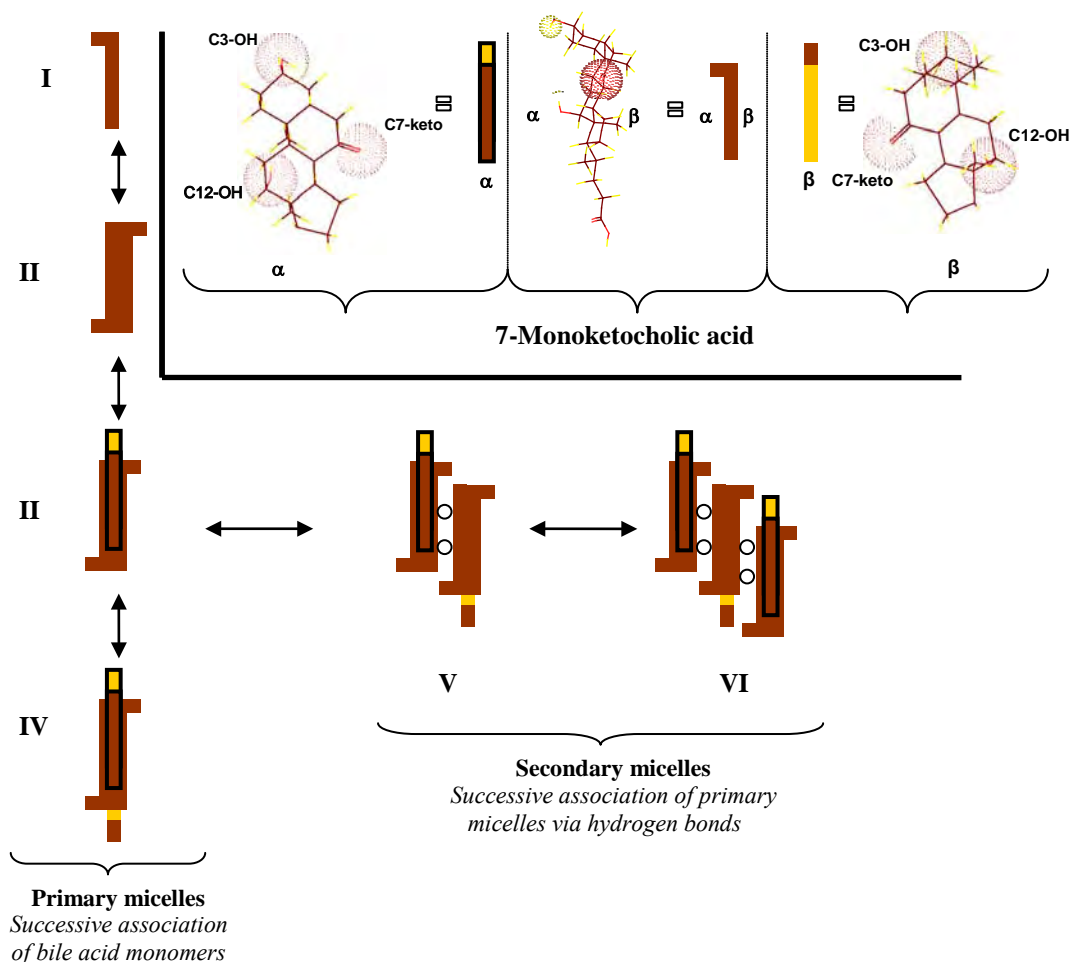 I
II
II
IV
C3-OH
C7-keto
C12-OH
α
α
α
β
α
β
β
C3-OH
C12-OH
C7-keto
β
7-Monoketocholic acid
V
VI
Secondary micelles
Successive association of primary
micelles via hydrogen bonds
Primary micelles
Successive association
of bile acid monomers